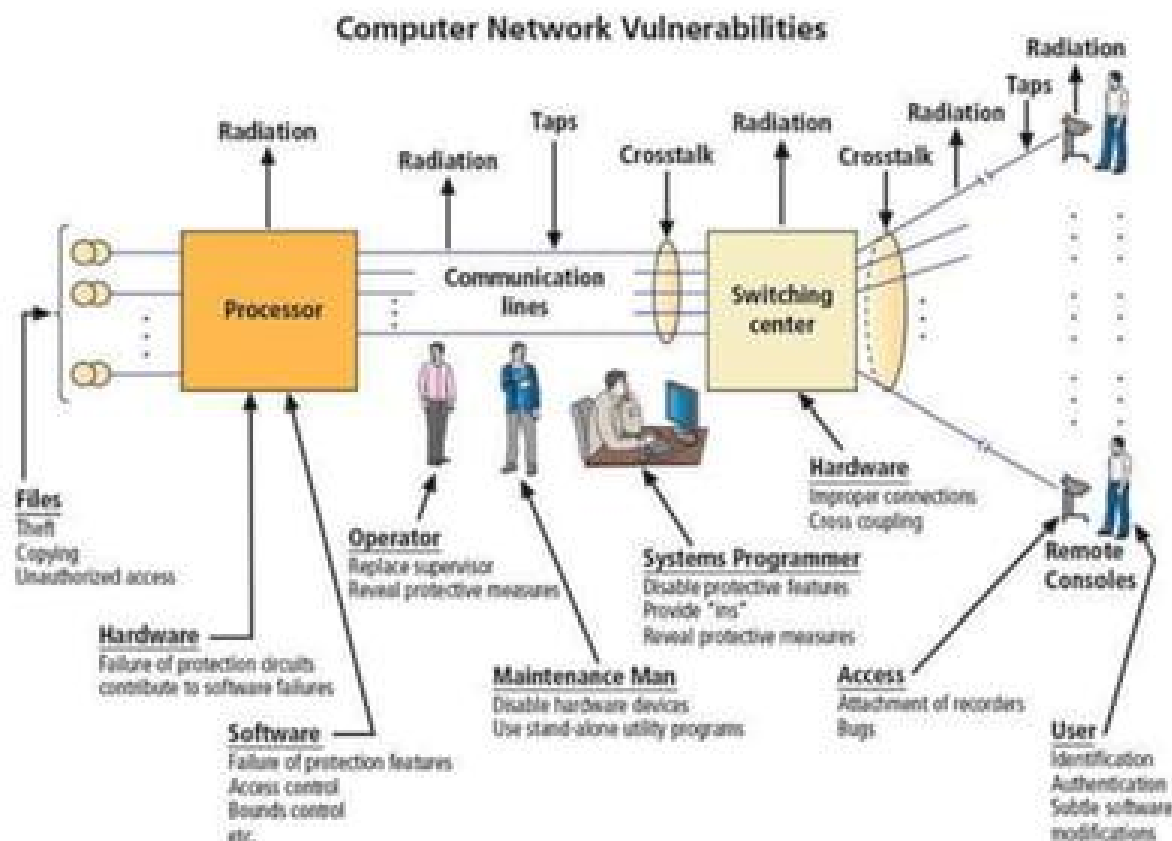 Computer Network Vulnerabilities
Radiation
Taps
Radiation
Radiation
Taps
Radiation
Radiation
Crosstalk
Crosstalk
Processor
Communication
lines
Switching
center
Files
Theft
Copying
Unauthorized access
Operator
Replace supervisor
Reveal protective measures
Hardware
Improper connections
Cross coupling
Systems Programmer
Disable protective features
Provide "ins"
Reveal protective measures
Remote
Consoles
Hardware
Failure of protection circuits
contribute to software failures
Maintenance Man
Disable hardware devices
Use stand-alone utility programs
Access
Attachment of recorders
Bugs
Software
Failure of protection features
Access control
Bounds control
etc.
User
Identification
Authentication
Subtle software
modifications